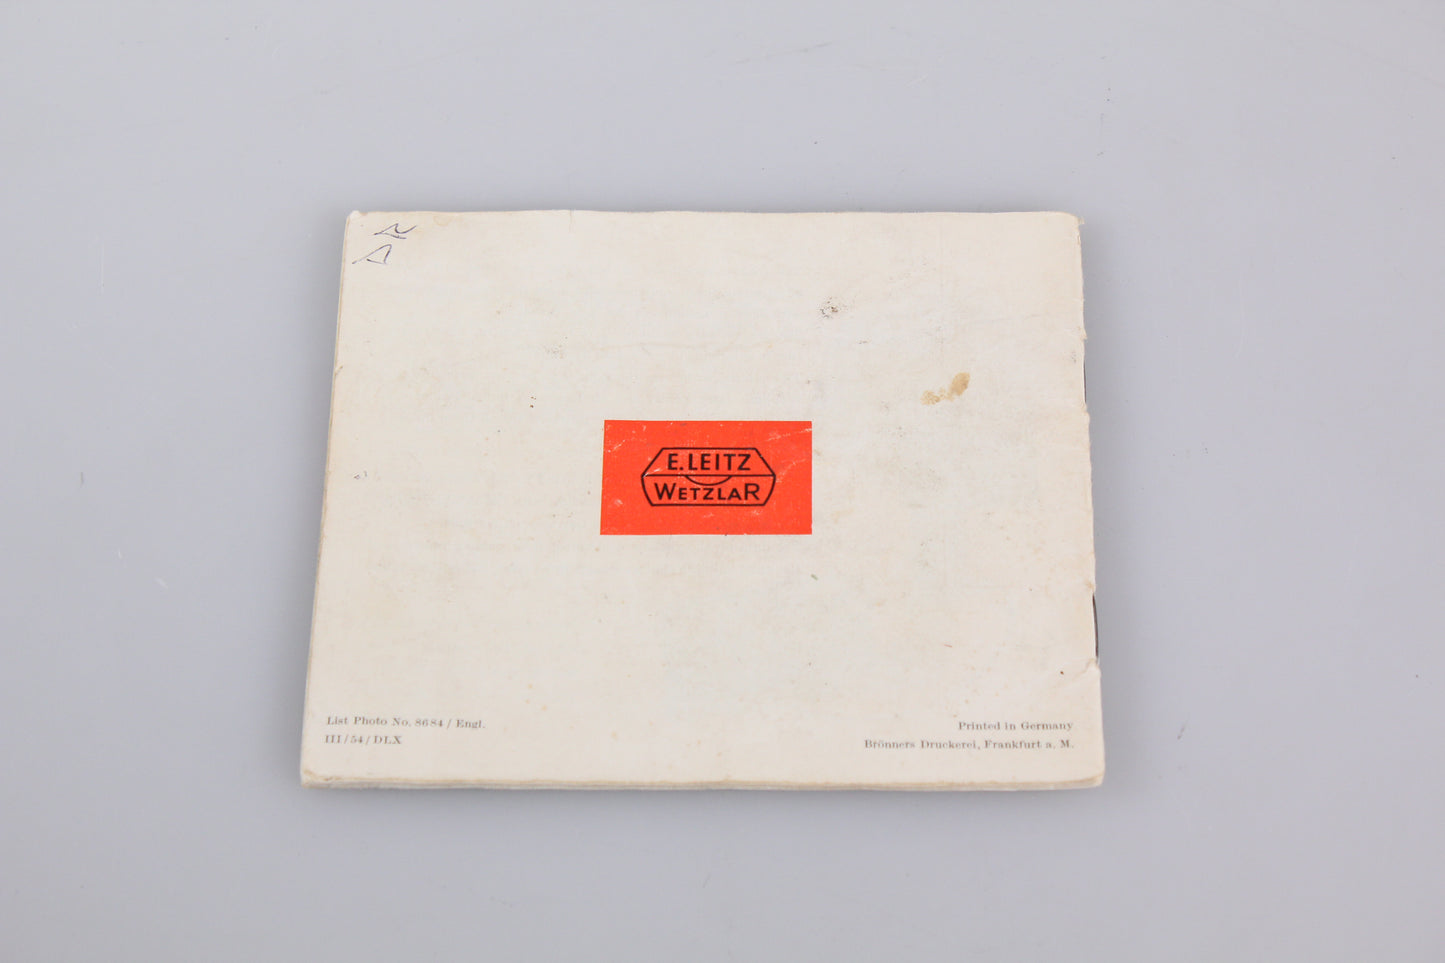 E. LEITZ
WETZLAR
List Photo No. 8684 / Engl.
III/54/DLX
Printed in Germany
Brönners Druckerei, Frankfurt a. M.